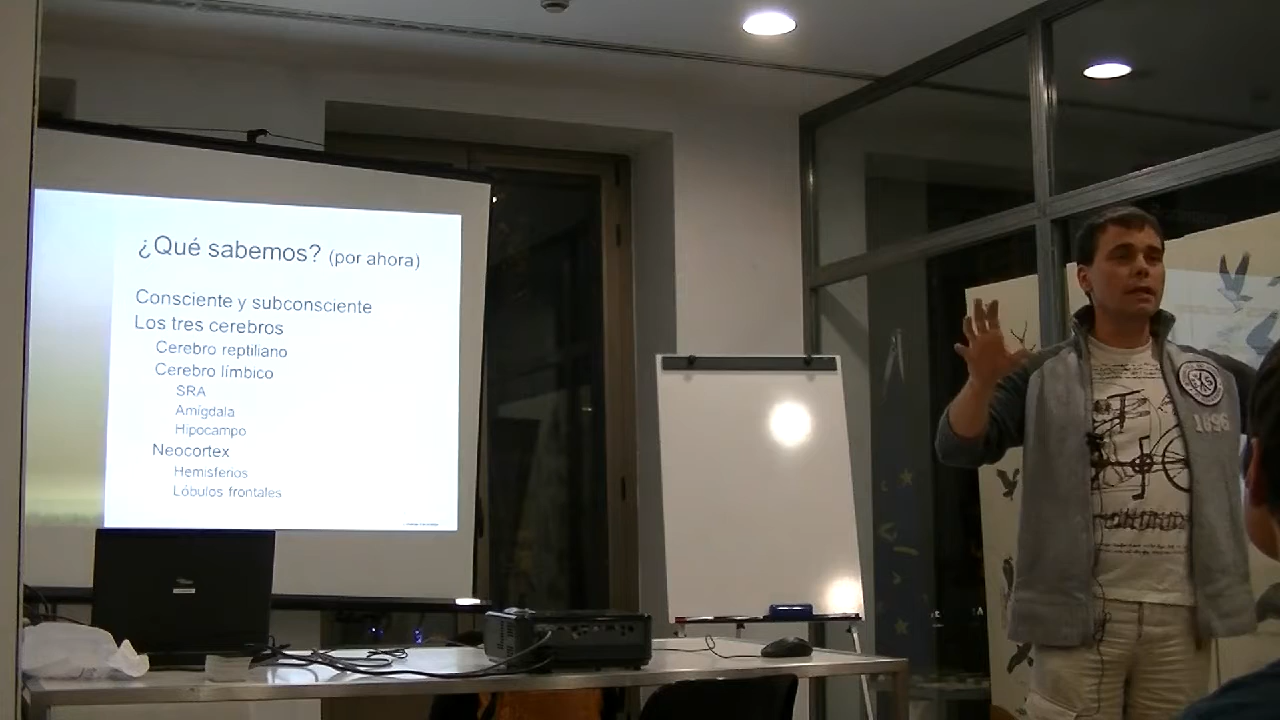 ¿Qué sabemos? (por ahora)
Consciente y subconsciente
Los tres cerebros
Cerebro reptiliano
Cerebro límbico
SRA
Amígdala
Hipocampo
Neocortex
Hemisferios
Lóbulos frontales
1896